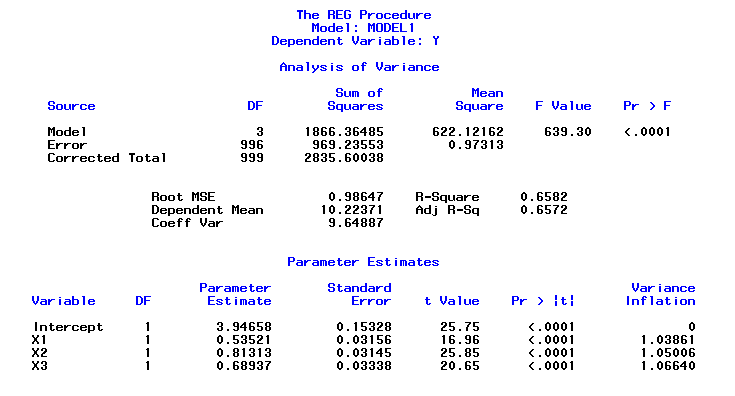 The REG Procedure
Model: MODEL1
Dependent Variable: Y
Analysis of Variance
Sum of Mean
Source DF Squares Square F Value Pr > F
Model 3 1866.36485 622.12162 639.30 <.0001
Error 996 969.23553 0.97313
Corrected Total 999 2835.60038
Root MSE 0.98647 R-Square 0.6582
Dependent Mean 10.22371 Adj R-Sq 0.6572
Coeff Var 9.64887
Parameter Estimates
Parameter Standard Variance
Variable DF Estimate Error t Value Pr > |t| Inflation
Intercept 1 3.94658 0.15328 25.75 <.0001 0
X1 1 0.53521 0.03156 16.96 <.0001 1.03861
X2 1 0.81313 0.03145 25.85 <.0001 1.05006
X3 1 0.68937 0.03338 20.65 <.0001 1.06640